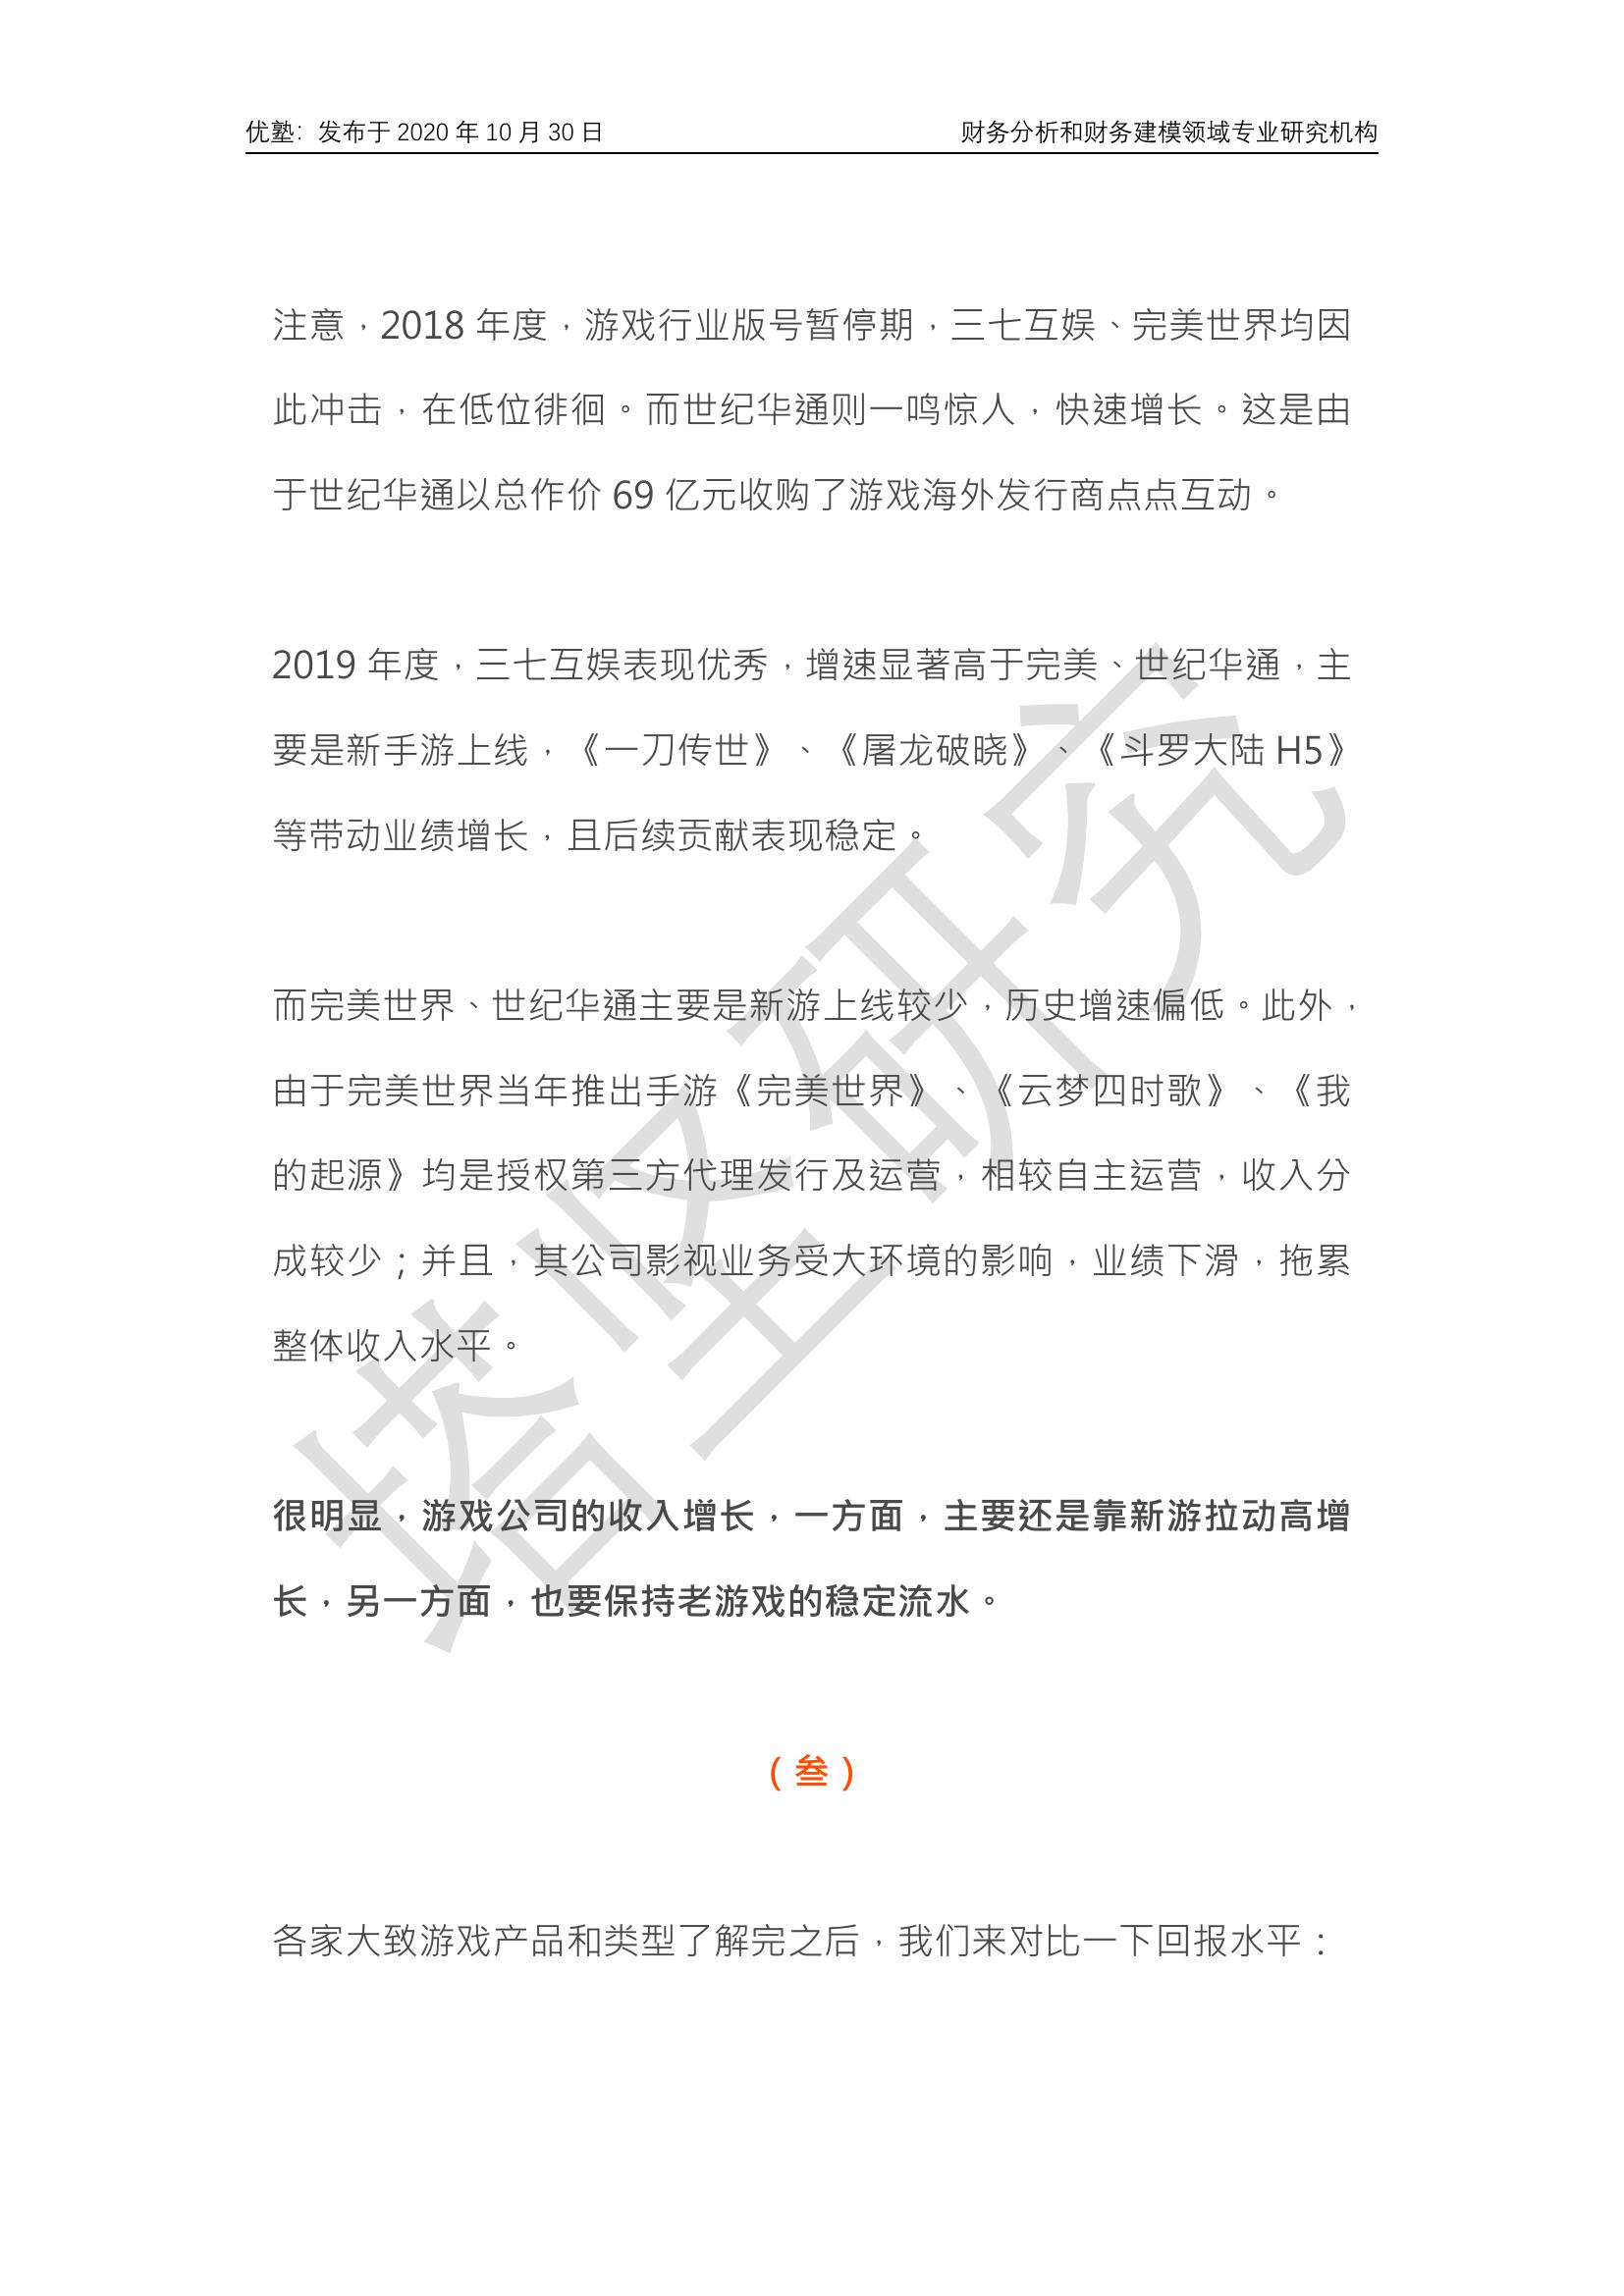 优塾：发布于 2020 年 10 月 30 日
财务分析和财务建模领域专业研究机构
注意，2018 年度，游戏行业版号暂停期，三七互娱、完美世界均因
此冲击，在低位徘徊。而世纪华通则一鸣惊人，快速增长。这是由
于世纪华通以总作价 69 亿元收购了游戏海外发行商点点互动。
2019 年度，三七互娱表现优秀，增速显著高于完美、世纪华通，主
要是新手游上线，《一刀传世》、《屠龙破晓》、《斗罗大陆 H5》
等带动业绩增长，且后续贡献表现稳定。
而完美世界、世纪华通主要是新游上线较少，历史增速偏低。此外，
由于完美世界当年推出手游《完美世界》、《云梦四时歌》、《我
的起源》均是授权第三方代理发行及运营，相较自主运营，收入分
成较少；并且，其公司影视业务受大环境的影响，业绩下滑，拖累
整体收入水平。
很明显，游戏公司的收入增长，一方面，主要还是靠新游拉动高增
长，另一方面，也要保持老游戏的稳定流水。
（叁）
各家大致游戏产品和类型了解完之后，我们来对比一下回报水平：
塔坚研究